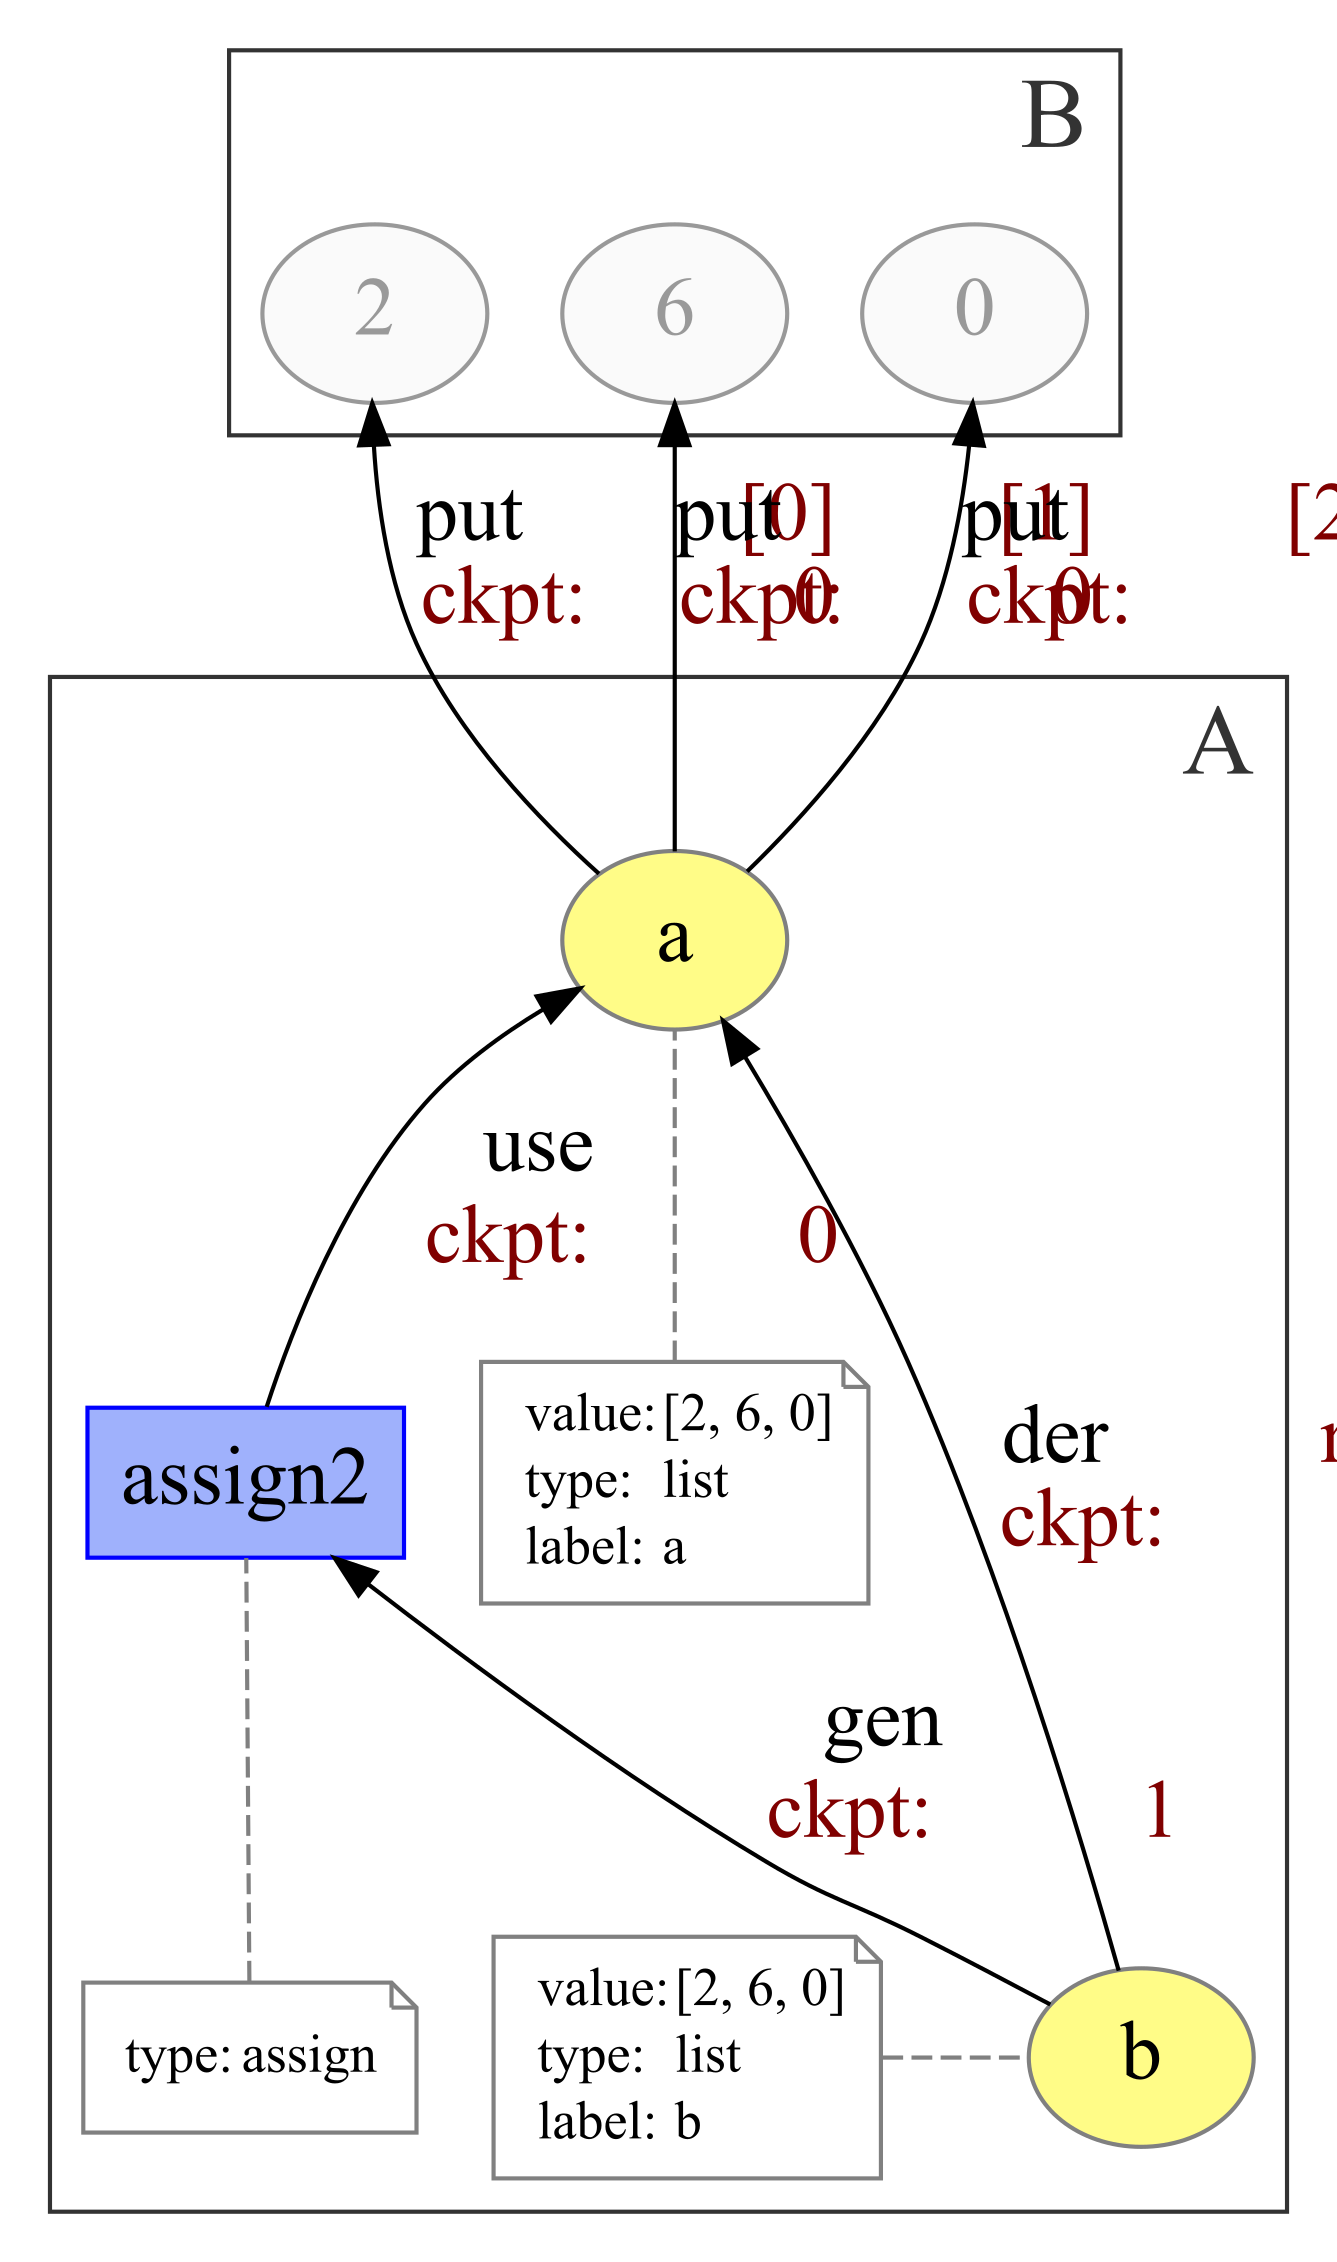 B
2 6 0
put [0] put [1] put [2
ckpt: 0 ckpt: 0 ckpt:
A
a
use
ckpt: 0
value: [2, 6, 0]
type: list
label: a
der
ckpt:
assign2
gen
ckpt: 1
value: [2, 6, 0]
type: list
label: b
type: assign
b